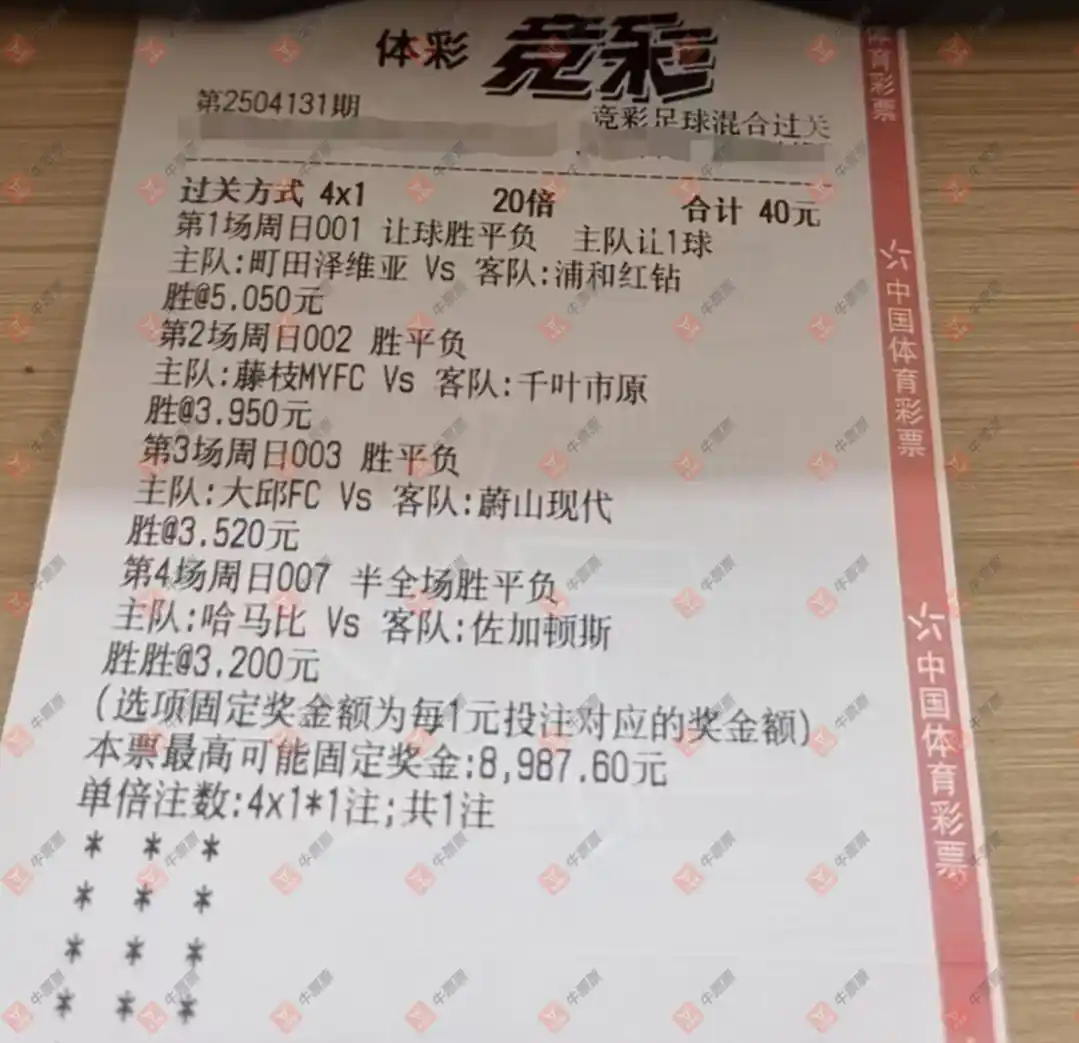 体彩 竞彩
第2504131期
竞彩足球混合过关
过关方式 4x1 20倍 合计 40元
第1场周日001 让球胜平负 主队让1球
主队:町田泽维亚 Vs 客队:浦和红钻
胜@5.050元
第2场周日002 胜平负
主队:藤枝MYFC Vs 客队:千叶市原
胜@3.950元
第3场周日003 胜平负
主队:大邱FC Vs 客队:蔚山现代
胜@3.520元
第4场周日007 半全场胜平负
主队:哈马比 Vs 客队:佐加顿斯
胜胜@3.200元
(选项固定奖金额为每1元投注对应的奖金额)
本票最高可能固定奖金:8,987.60元
单倍注数:4x1*1注;共1注
* * *
* * *
* * *
* * *
体育彩票
中国体育彩票
中国体育彩票